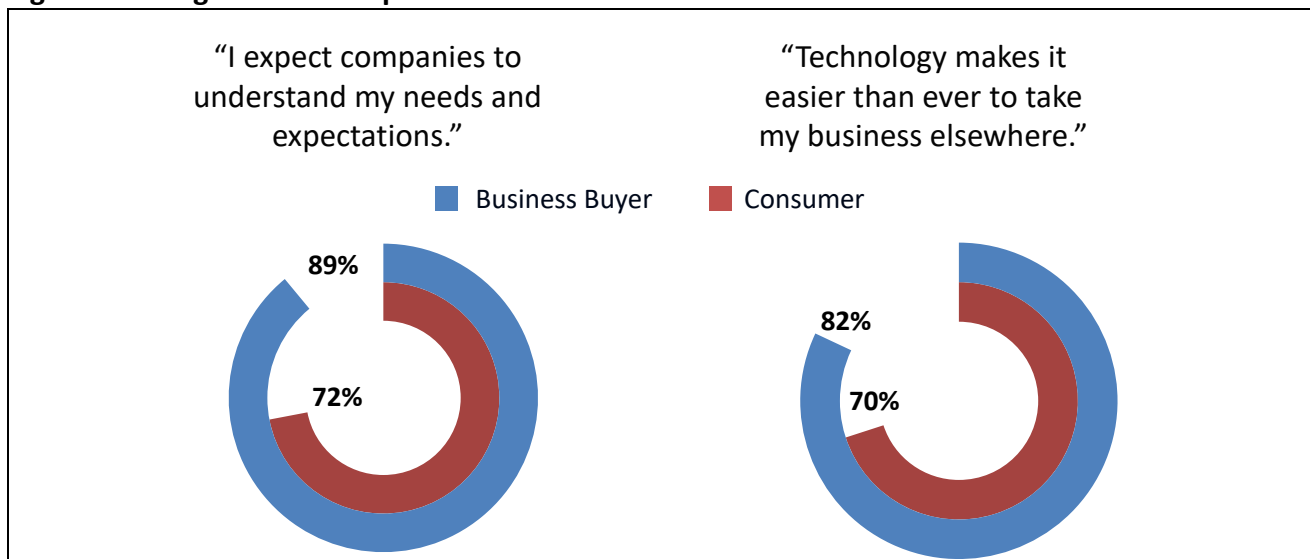 “I expect companies to
understand my needs and
expectations.”
“Technology makes it
easier than ever to take
my business elsewhere.”
Business Buyer
Consumer
89%
72%
82%
70%